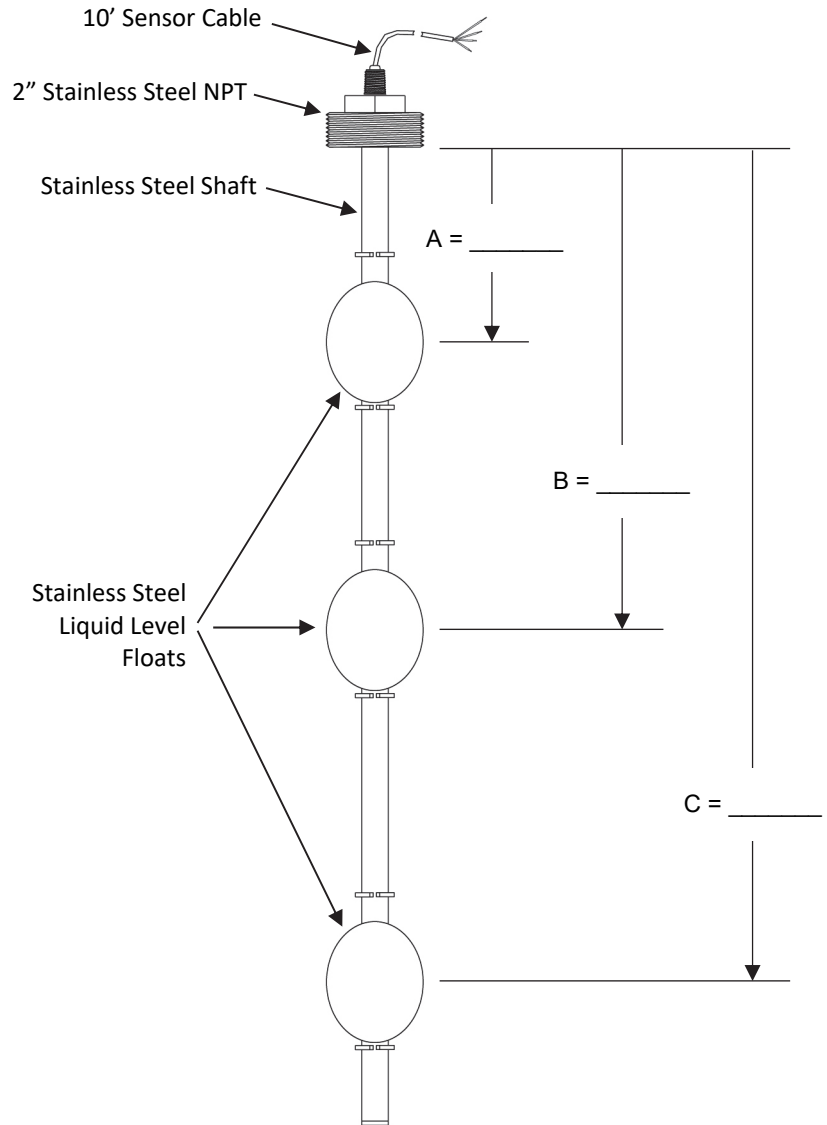 10’ Sensor Cable
2” Stainless Steel NPT
Stainless Steel Shaft
A = _______
B = _______
Stainless Steel
Liquid Level
Floats
C = _______